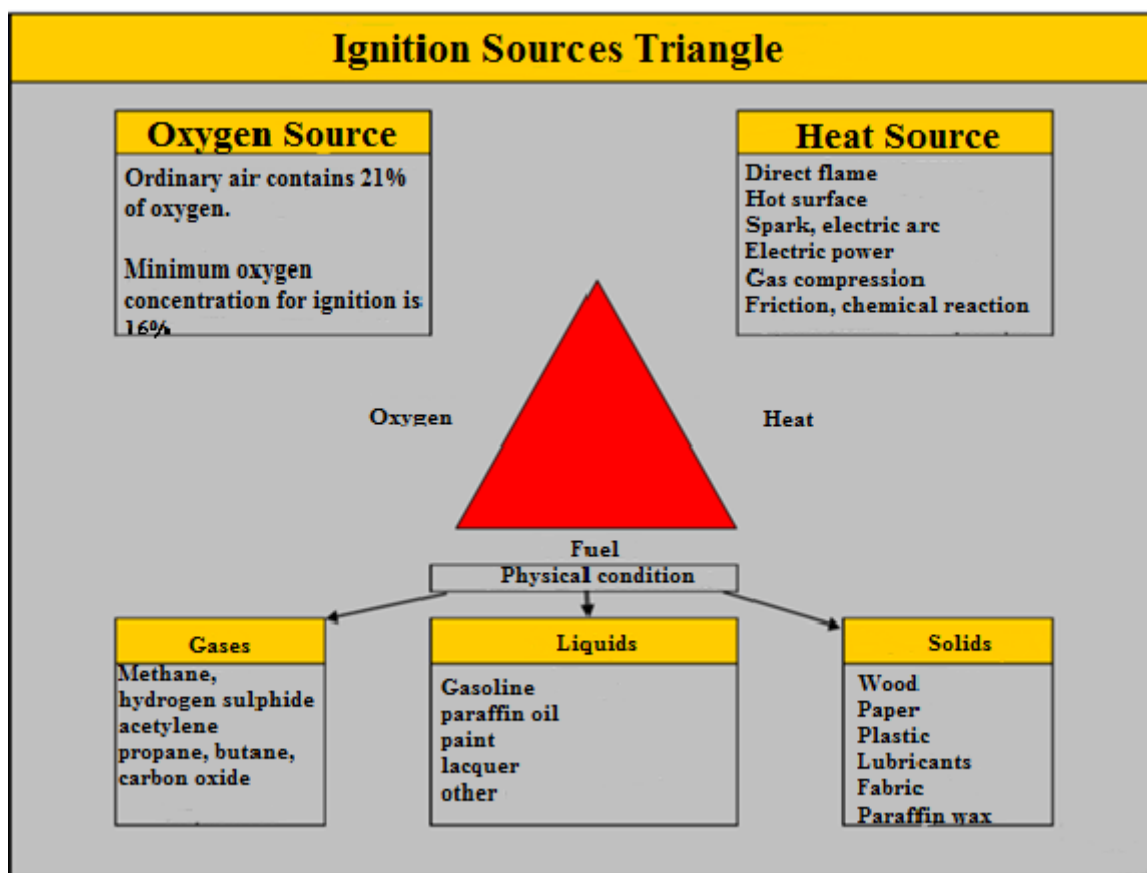 Ignition Sources Triangle
Oxygen Source
Ordinary air contains 21%
of oxygen.
Minimum oxygen
concentration for ignition is
16%
Heat Source
Direct flame
Hot surface
Spark, electric arc
Electric power
Gas compression
Friction, chemical reaction
Oxygen
Heat
Fuel
Physical condition
Gases
Methane,
hydrogen sulphide
acetylene
propane, butane,
carbon oxide
Liquids
Gasoline
paraffin oil
paint
lacquer
other
Solids
Wood
Paper
Plastic
Lubricants
Fabric
Paraffin wax